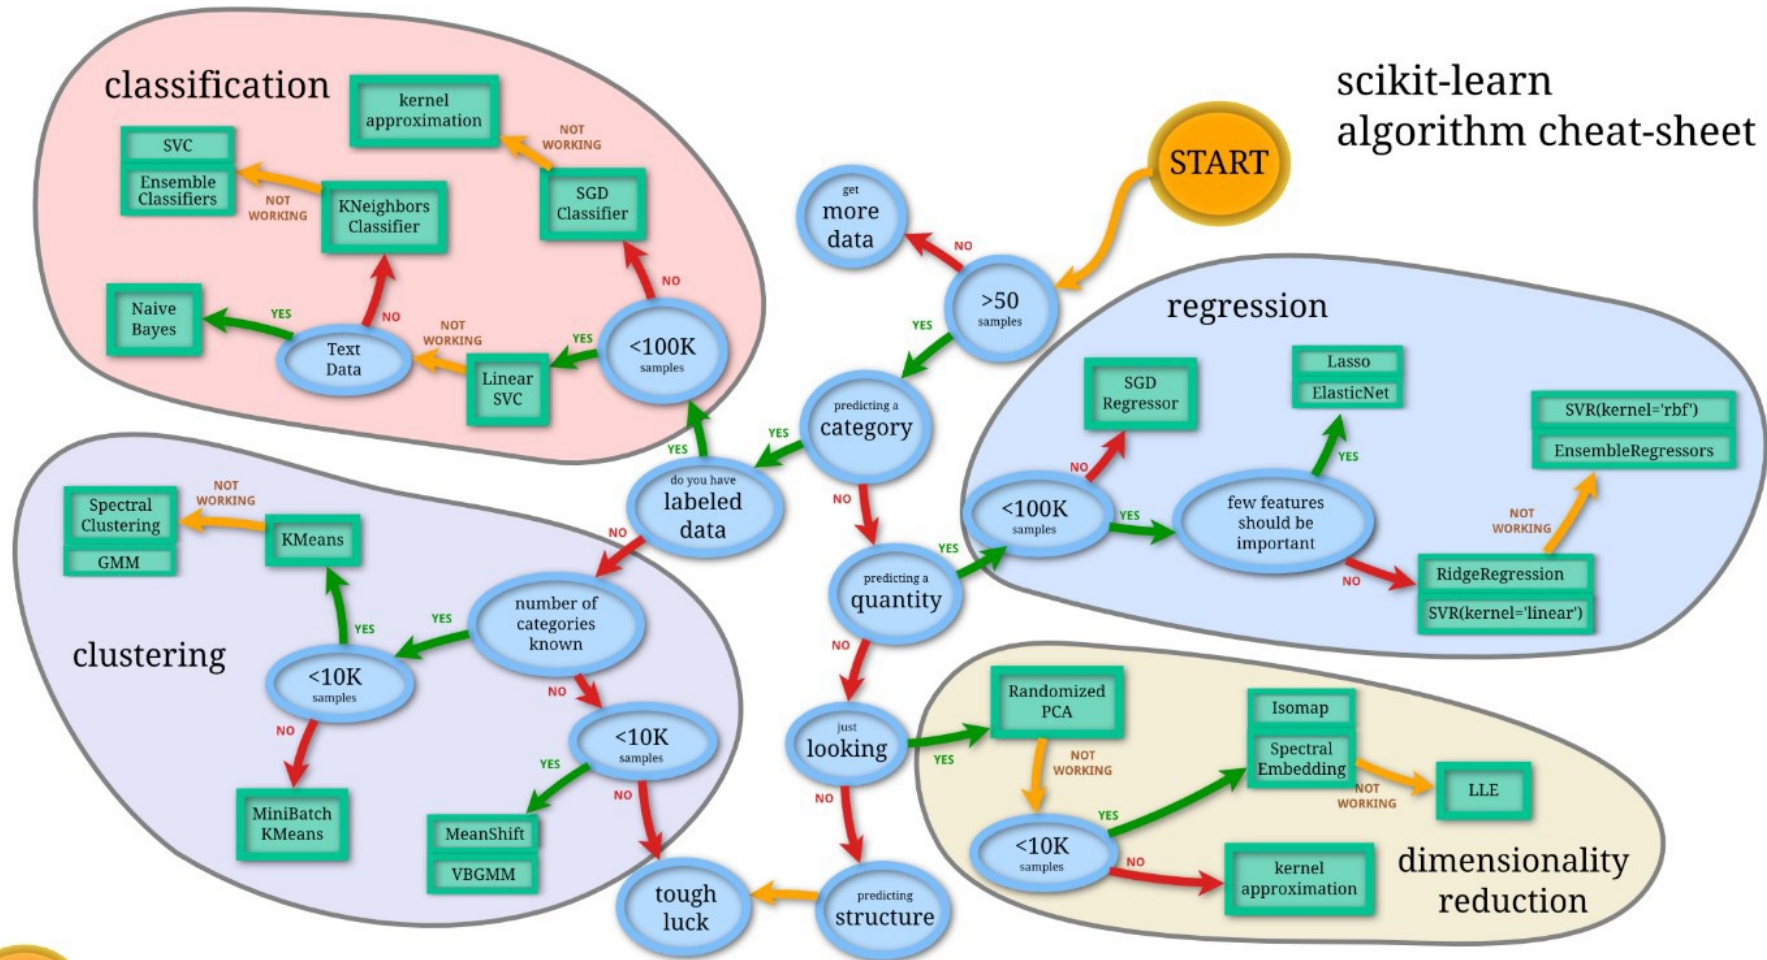 scikit-learn
algorithm cheat-sheet
START
classification
kernel
approximation
NOT
WORKING
SVC
Ensemble
Classifiers
NOT
WORKING
KNeighbors
Classifier
SGD
Classifier
NO
NO
Naive
Bayes
YES
Text
Data
NOT
WORKING
Linear
SVC
YES
<100K
samples
get
more
data
NO
>50
samples
YES
predicting a
category
YES
YES
do you have
labeled
data
NO
NO
predicting a
quantity
YES
NO
just
looking
YES
NO
predicting
structure
tough
luck
regression
SGD
Regressor
NO
<100K
samples
YES
Lasso
ElasticNet
YES
few features
should be
important
NO
SVR(kernel='rbf')
EnsembleRegressors
NOT
WORKING
RidgeRegression
SVR(kernel='linear')
clustering
Spectral
Clustering
GMM
NOT
WORKING
KMeans
YES
<10K
samples
NO
MiniBatch
KMeans
YES
number of
categories
known
NO
<10K
samples
YES
NO
MeanShift
VBGMM
Randomized
PCA
NOT
WORKING
<10K
samples
YES
NO
Isomap
Spectral
Embedding
NOT
WORKING
LLE
kernel
approximation
dimensionality
reduction